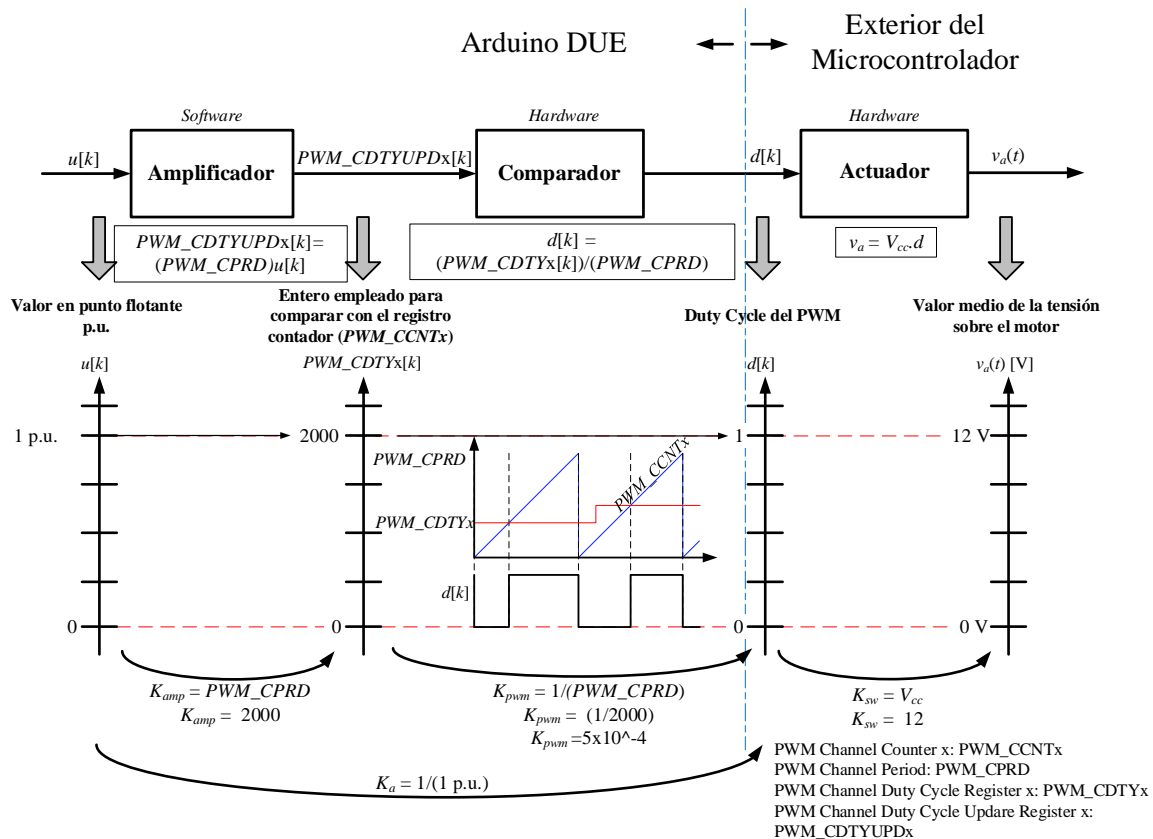 Arduino DUE
Exterior del
Microcontrolador
Software
Hardware
Hardware
u[k]
Amplificador
PWM_CDTYUPDx[k]
Comparador
d[k]
Actuador
va(t)
PWM_CDTYUPDx[k]=
(PWM_CPRD)u[k]
d[k] =
(PWM_CDTYx[k])/(PWM_CPRD)
va = Vcc.d
Valor en punto flotante
p.u.
Entero empleado para
comparar con el registro
contador (PWM_CCNTx)
Duty Cycle del PWM
Valor medio de la tensión
sobre el motor
u[k]
PWM_CDTYx[k]
d[k]
va(t) [V]
1 p.u.
2000
1
12 V
PWM_CPRD
PWM_CCNTx
PWM_CDTYx
d[k]
0
0
0
0 V
Kamp = PWM_CPRD
Kamp = 2000
Kpwm = 1/(PWM_CPRD)
Kpwm = (1/2000)
Kpwm =5x10^-4
Ksw = Vcc
Ksw = 12
Ka = 1/(1 p.u.)
PWM Channel Counter x: PWM_CCNTx
PWM Channel Period: PWM_CPRD
PWM Channel Duty Cycle Register x: PWM_CDTYx
PWM Channel Duty Cycle Updare Register x:
PWM_CDTYUPDx